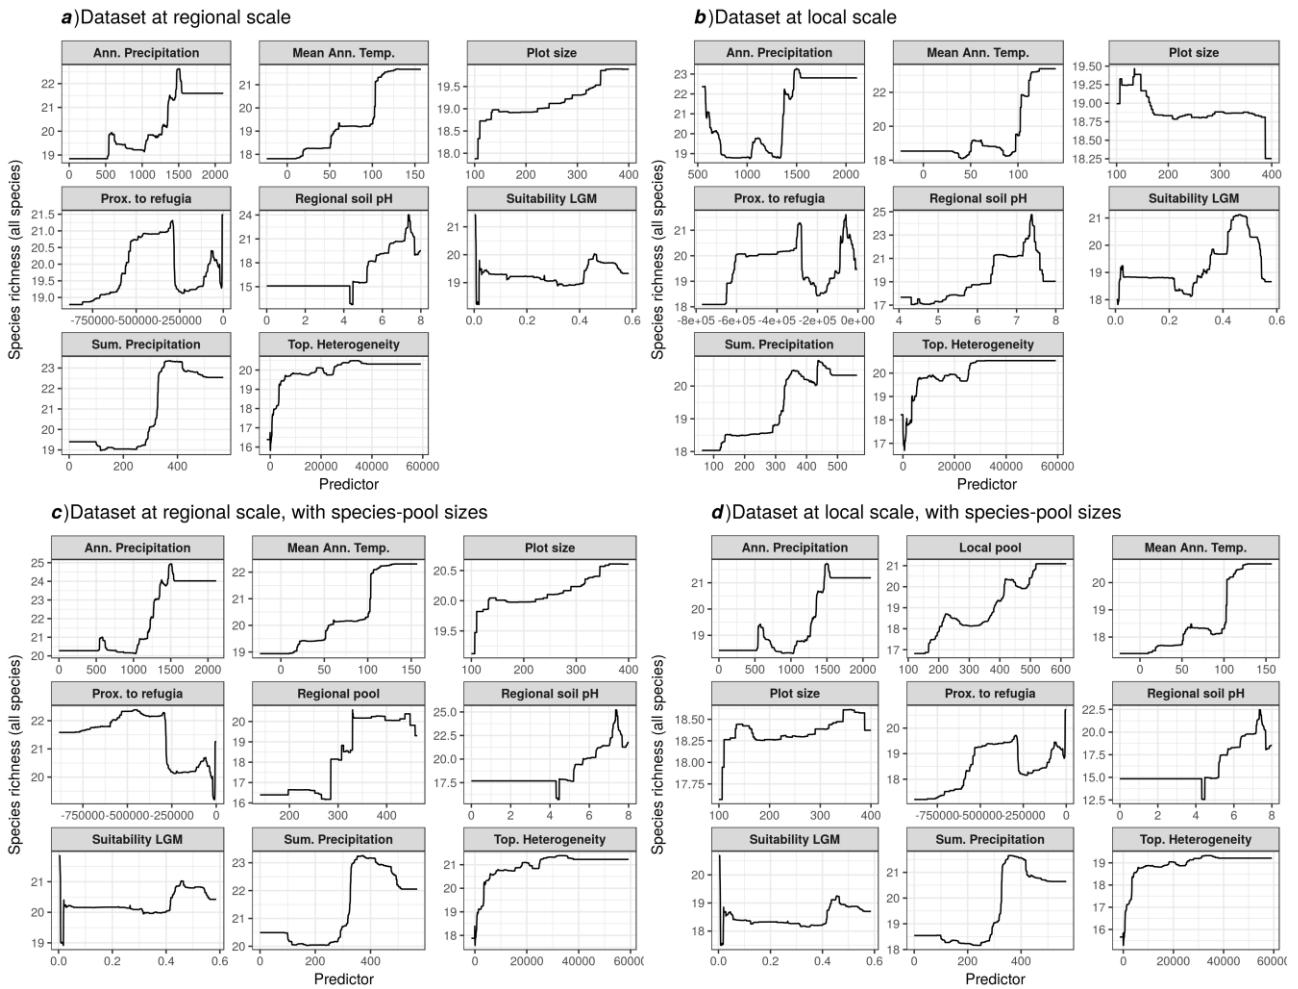 a)Dataset at regional scale
Ann. Precipitation
Mean Ann. Temp.
Plot size
22
21
20
19
0 500 1000 1500 2000
21
20
19
18
0 50 100 150
19.5
19.0
18.5
18.0
100 200 300 400
Prox. to refugia
Regional soil pH
Suitability LGM
21.5
21.0
20.5
20.0
19.5
19.0
-750000-500000-250000 0
24
21
18
15
0 2 4 6 8
21
20
19
0.0 0.2 0.4 0.6
Sum. Precipitation
Top. Heterogeneity
23
22
21
20
19
0 200 400
20
19
18
17
16
0 20000 40000 60000
Species richness (all species)
Predictor
b)Dataset at local scale
Ann. Precipitation
Mean Ann. Temp.
Plot size
23
22
21
20
19
500 1000 1500 2000
22
20
18
0 50 100
19.50
19.25
19.00
18.75
18.50
18.25
100 200 300 400
Prox. to refugia
Regional soil pH
Suitability LGM
21
20
19
18
-8e+05-6e+05-4e+05-2e+05 0e+00
25
23
21
19
17
4 5 6 7 8
21
20
19
18
0.0 0.2 0.4 0.6
Sum. Precipitation
Top. Heterogeneity
20
19
18
100 200 300 400 500
20
19
18
17
0 20000 40000 60000
Species richness (all species)
Predictor
c)Dataset at regional scale, with species-pool sizes
Ann. Precipitation
Mean Ann. Temp.
Plot size
25
24
23
22
21
20
0 500 1000 1500 2000
22
21
20
19
0 50 100 150
20.5
20.0
19.5
100 200 300 400
Prox. to refugia
Regional pool
Regional soil pH
22
21
20
-750000-500000-250000 0
20
19
18
17
16
200 300 400
25.0
22.5
20.0
17.5
0 2 4 6 8
Suitability LGM
Sum. Precipitation
Top. Heterogeneity
21
20
19
0.0 0.2 0.4 0.6
23
22
21
20
0 200 400
21
20
19
18
0 20000 40000 60000
Species richness (all species)
Predictor
d)Dataset at local scale, with species-pool sizes
Ann. Precipitation
Local pool
Mean Ann. Temp.
21
20
19
0 500 1000 1500 2000
21
20
19
18
17
100 200 300 400 500 600
20
19
18
0 50 100 150
Plot size
Prox. to refugia
Regional soil pH
18.50
18.25
18.00
17.75
100 200 300 400
20
19
18
-750000-500000-250000 0
22.5
20.0
17.5
15.0
12.5
0 2 4 6 8
Suitability LGM
Sum. Precipitation
Top. Heterogeneity
20
19
18
0.0 0.2 0.4 0.6
21
20
19
18
0 200 400
19
18
17
16
0 20000 40000 60000
Species richness (all species)
Predictor